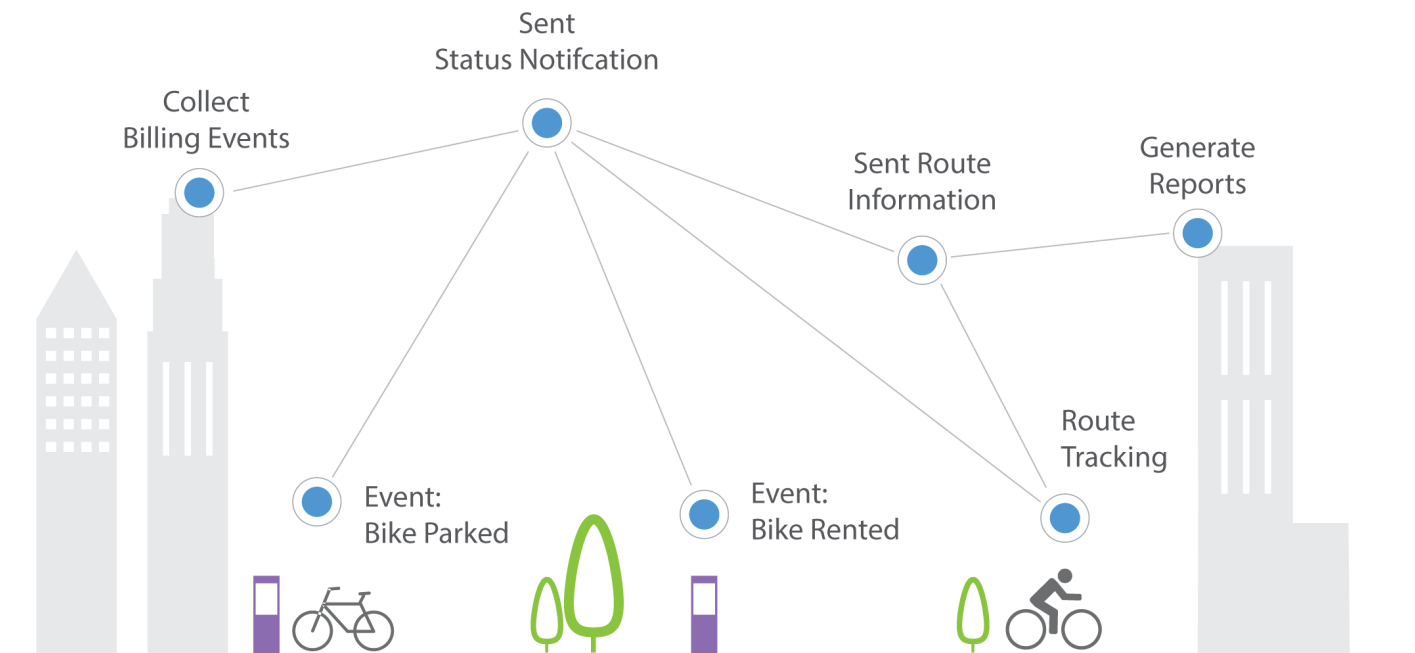 Sent
Status Notifcation
Collect
Billing Events
Sent Route
Information
Generate
Reports
Route
Tracking
Event:
Bike Parked
Event:
Bike Rented